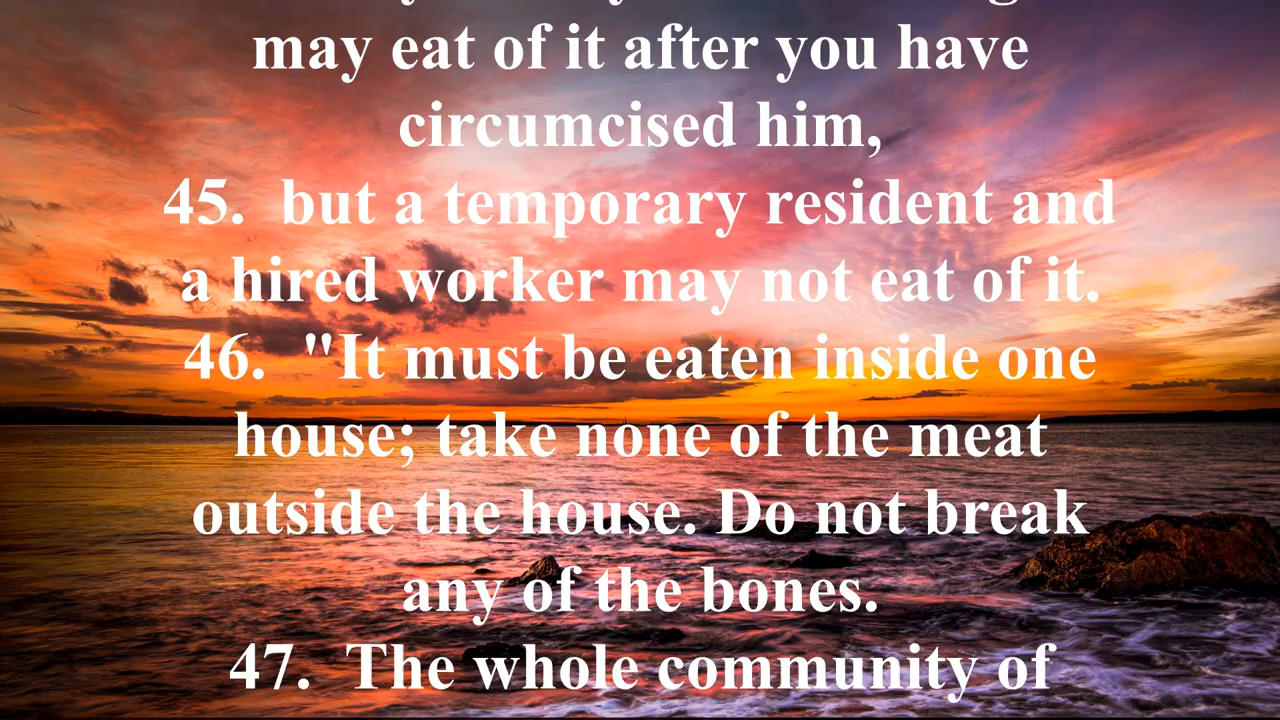 may eat of it after you have
circumcised him,
45. but a temporary resident and
a hired worker may not eat of it.
46. "It must be eaten inside one
house; take none of the meat
outside the house. Do not break
any of the bones.
47. The whole community of